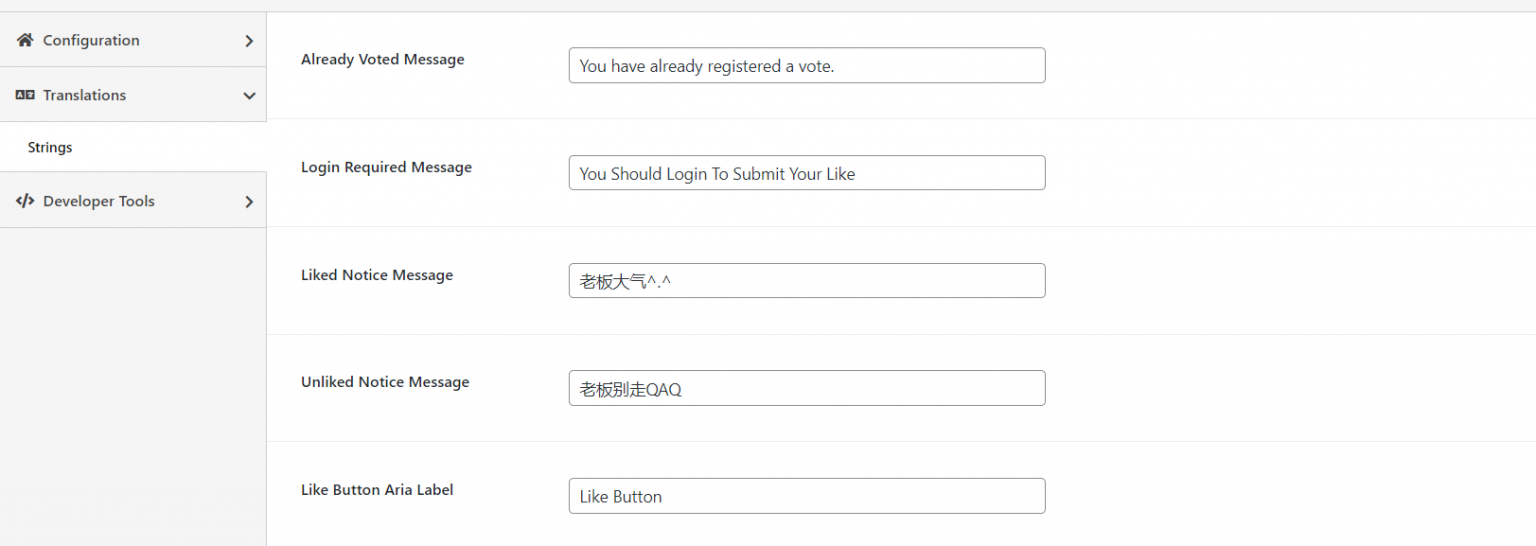 Configuration
Translations
Strings
Developer Tools
Already Voted Message
You have already registered a vote.
Login Required Message
You Should Login To Submit Your Like
Liked Notice Message
老板大气^.^
Unliked Notice Message
老板别走QAQ
Like Button Aria Label
Like Button